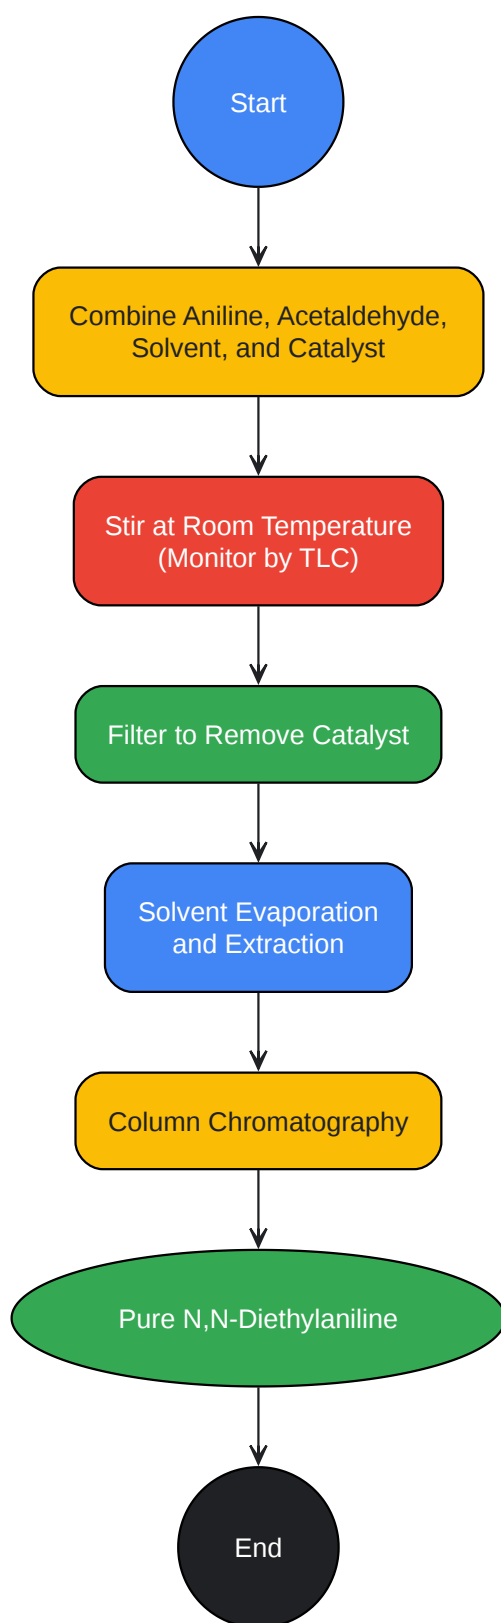 Start
Combine Aniline, Acetaldehyde,
Solvent, and Catalyst
Stir at Room Temperature
(Monitor by TLC)
Filter to Remove Catalyst
Solvent Evaporation
and Extraction
Column Chromatography
Pure N,N-Diethylaniline
End